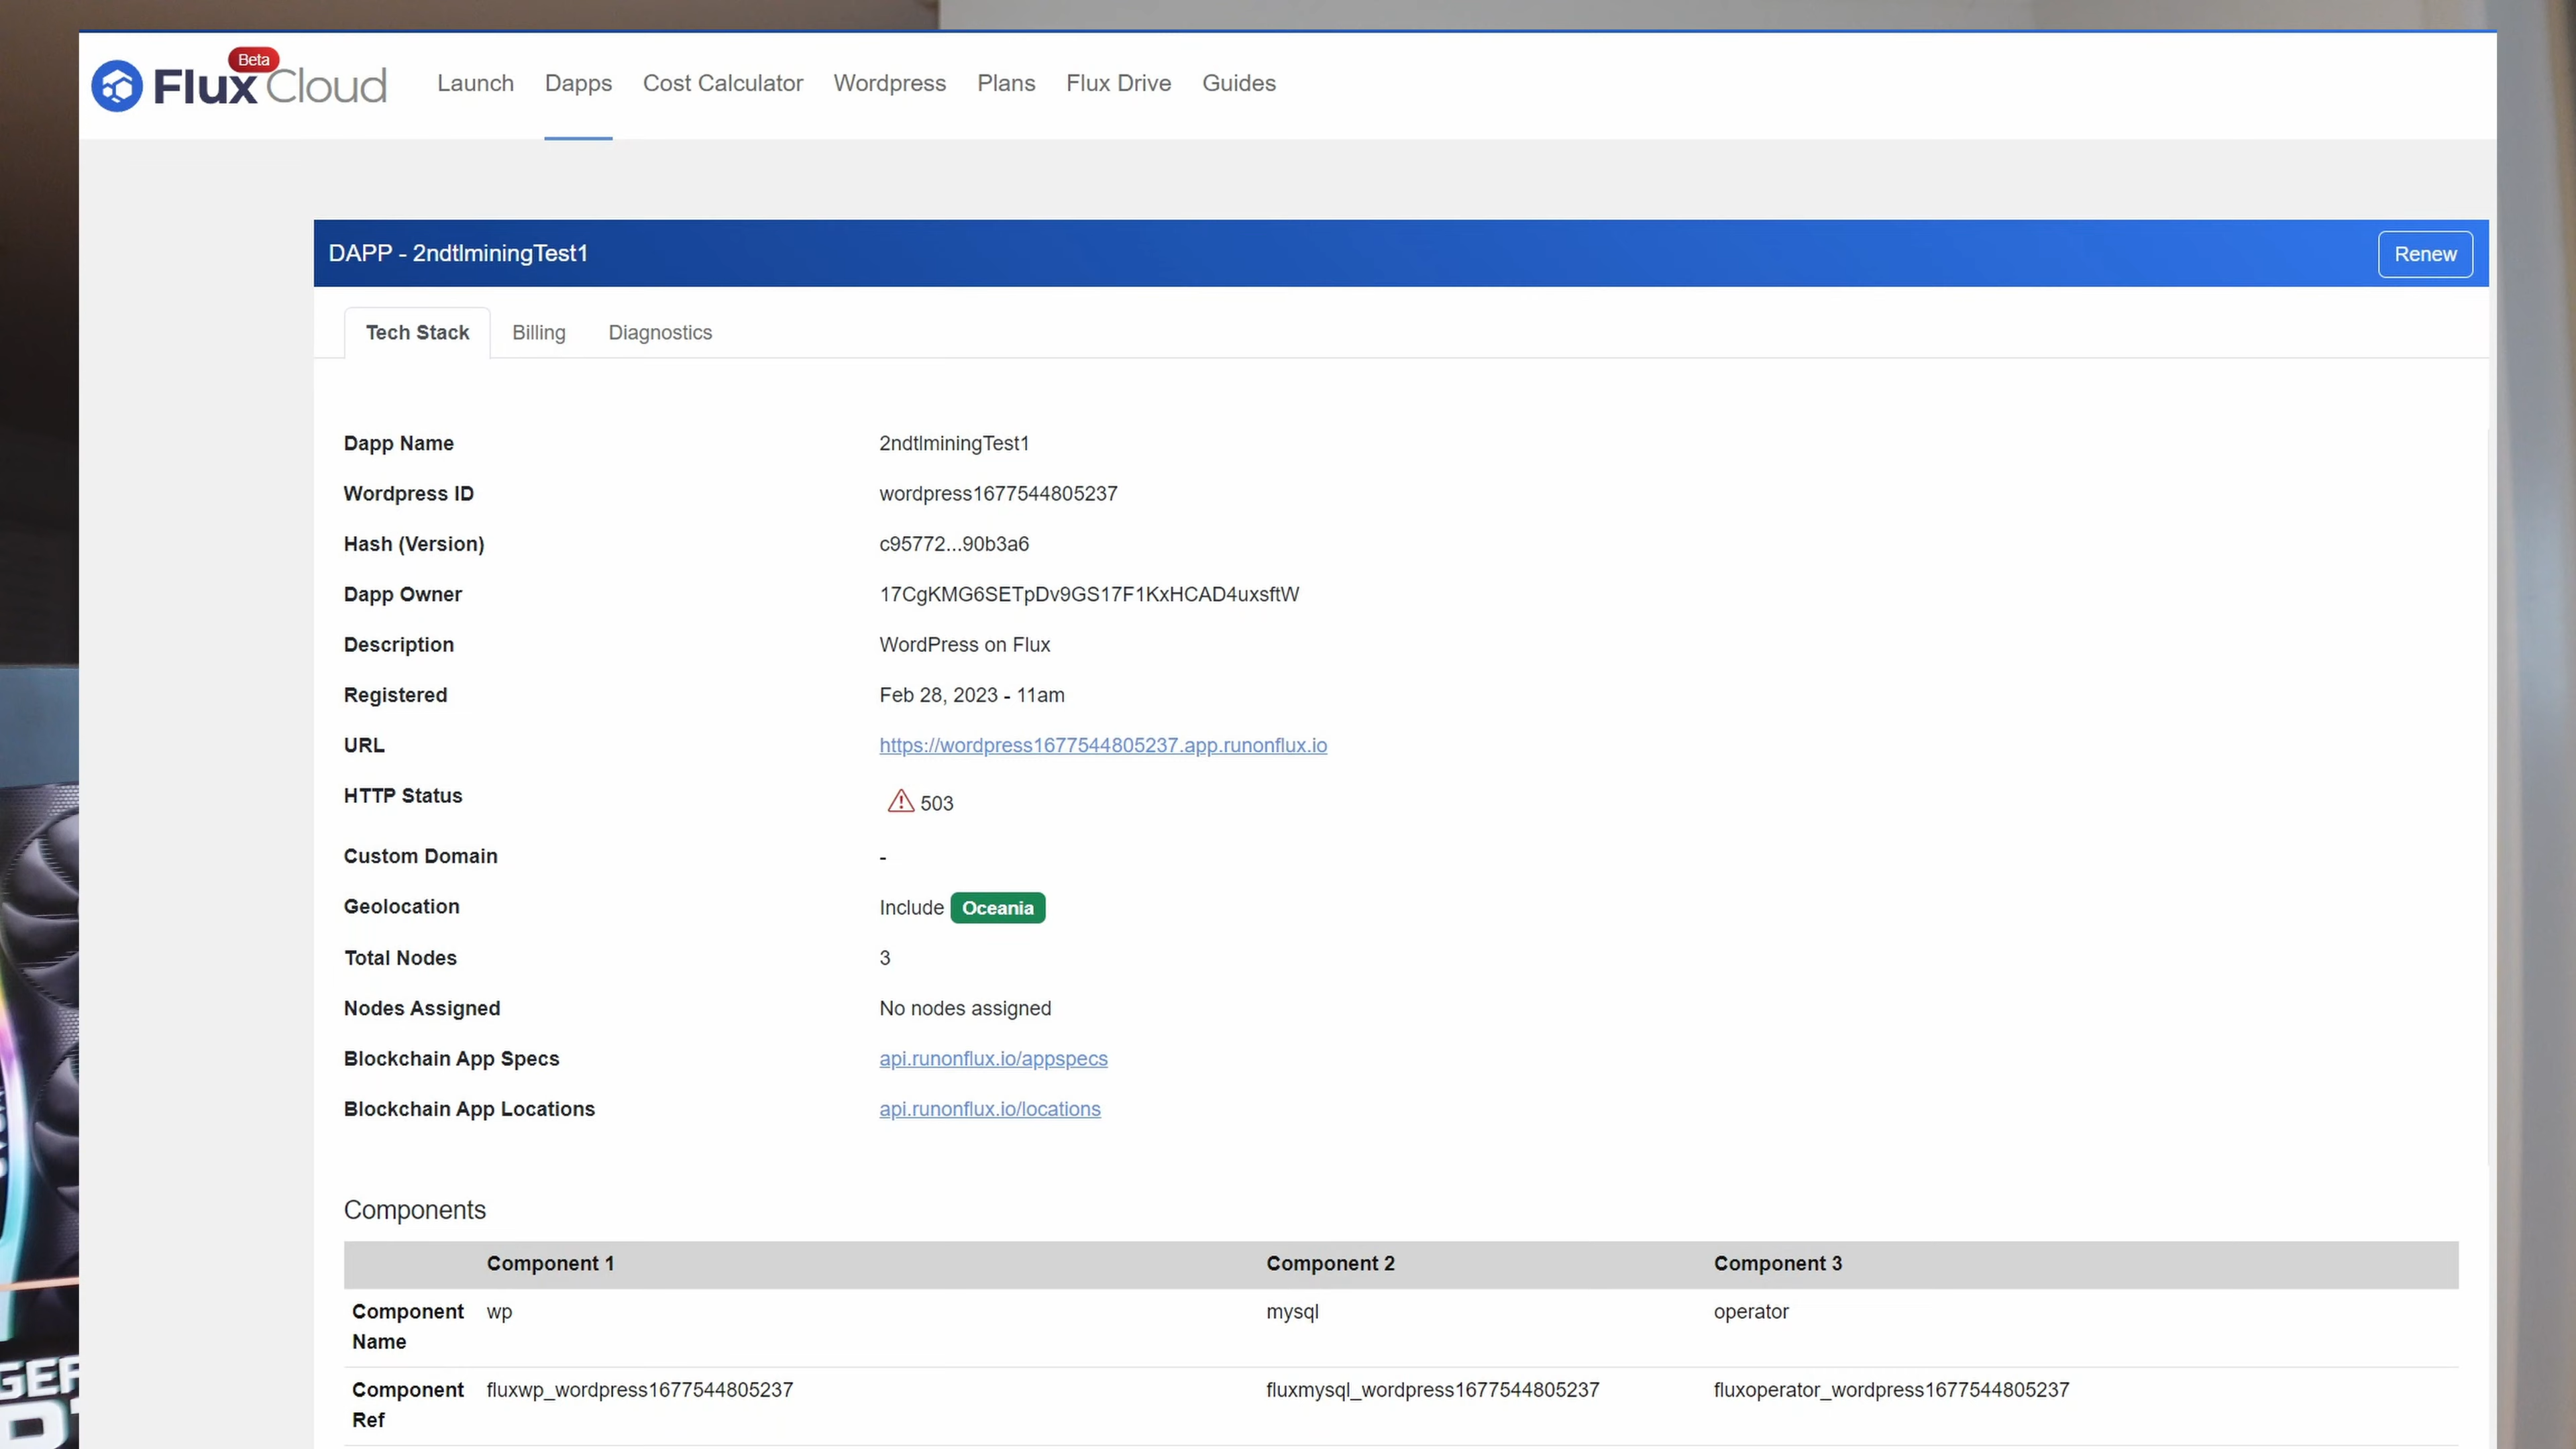 Beta
FluxCloud
Launch Dapps Cost Calculator Wordpress Plans Flux Drive Guides
DAPP - 2ndtlminingTest1 Renew
Tech Stack Billing Diagnostics
Dapp Name 2ndtlminingTest1
Wordpress ID wordpress1677544805237
Hash (Version) c95772...90b3a6
Dapp Owner 17CgKMG6SETpDv9GS17F1KxHCAD4uxsftW
Description WordPress on Flux
Registered Feb 28, 2023 - 11am
URL https://wordpress1677544805237.app.runonflux.io
HTTP Status 503
Custom Domain -
Geolocation Include Oceania
Total Nodes 3
Nodes Assigned No nodes assigned
Blockchain App Specs api.runonflux.io/appspecs
Blockchain App Locations api.runonflux.io/locations
Components
Component 1 Component 2 Component 3
Component Name wp mysql operator
Component Ref fluxwp_wordpress1677544805237 fluxmysql_wordpress1677544805237 fluxoperator_wordpress1677544805237